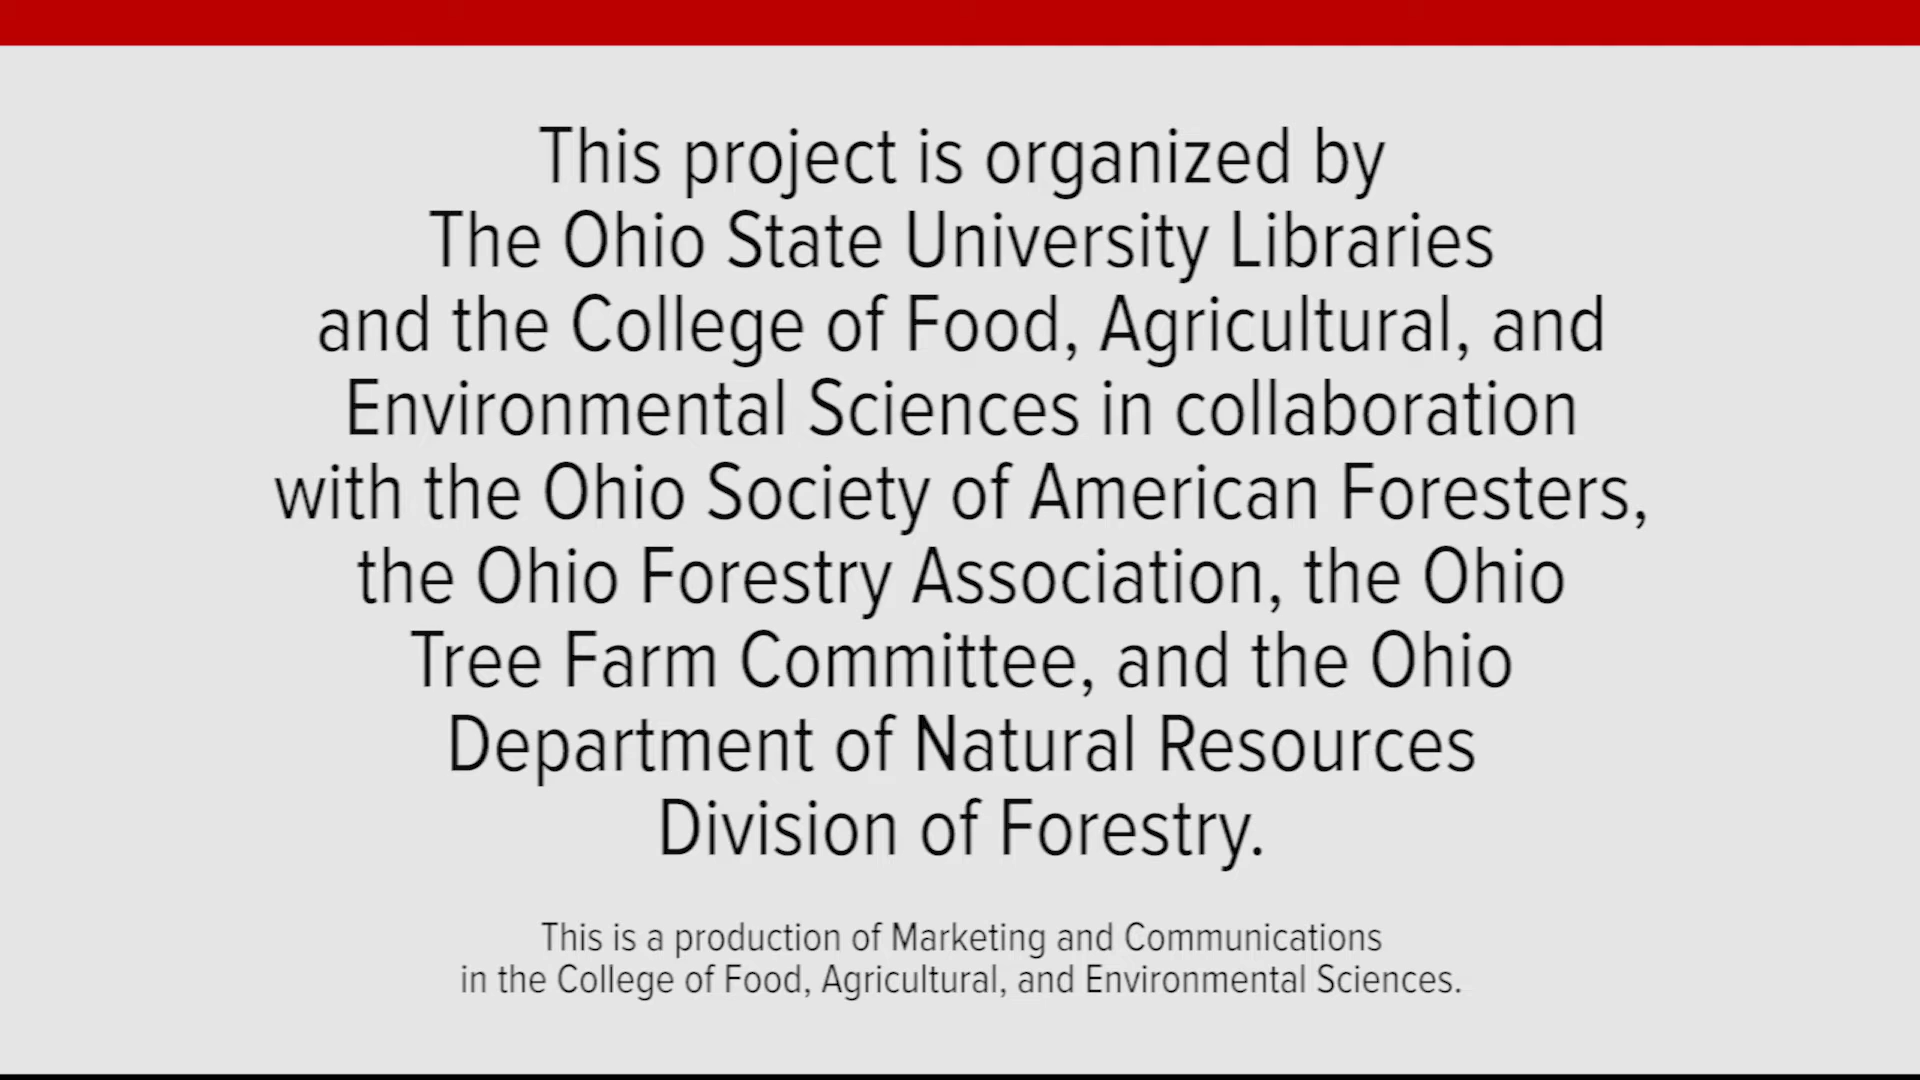 This project is organized by
The Ohio State University Libraries
and the College of Food, Agricultural, and
Environmental Sciences in collaboration
with the Ohio Society of American Foresters,
the Ohio Forestry Association, the Ohio
Tree Farm Committee, and the Ohio
Department of Natural Resources
Division of Forestry.
This is a production of Marketing and Communications
in the College of Food, Agricultural, and Environmental Sciences.